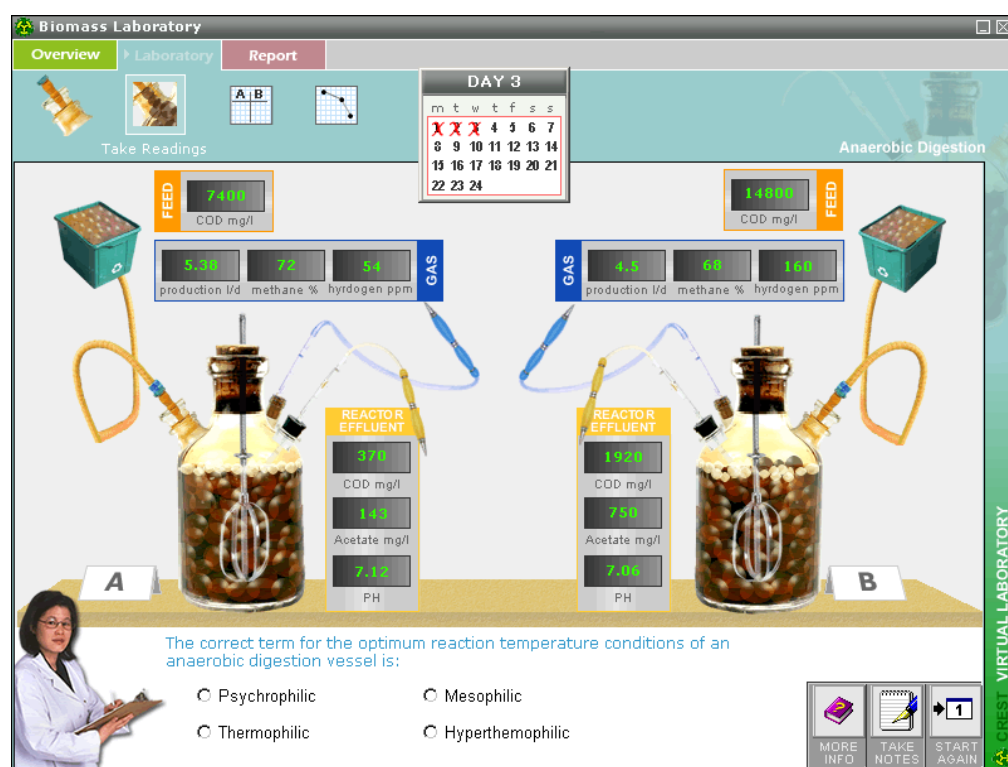 Biomass Laboratory
Overview
Laboratory
Report
DAY 3
m t w t f s s
1 2 3 4 5 6 7
8 9 10 11 12 13 14
15 16 17 18 19 20 21
22 23 24
A B
Take Readings
Anaerobic Digestion
FEED
7400
COD mg/l
14800
COD mg/l
FEED
5.38
72
54
production l/d
methane %
hyrdogen ppm
GAS
GAS
4.5
68
160
production l/d
methane %
hyrdogen ppm
REACTOR
EFFLUENT
370
COD mg/l
143
Acetate mg/l
7.12
PH
REACTOR
EFFLUENT
1920
COD mg/l
750
Acetate mg/l
7.06
PH
A
B
The correct term for the optimum reaction temperature conditions of an
anaerobic digestion vessel is:
Psychrophilic
Mesophilic
Thermophilic
Hyperthemophilic
MORE
INFO
TAKE
NOTES
1
START
AGAIN
CREST VIRTUAL LABORATORY